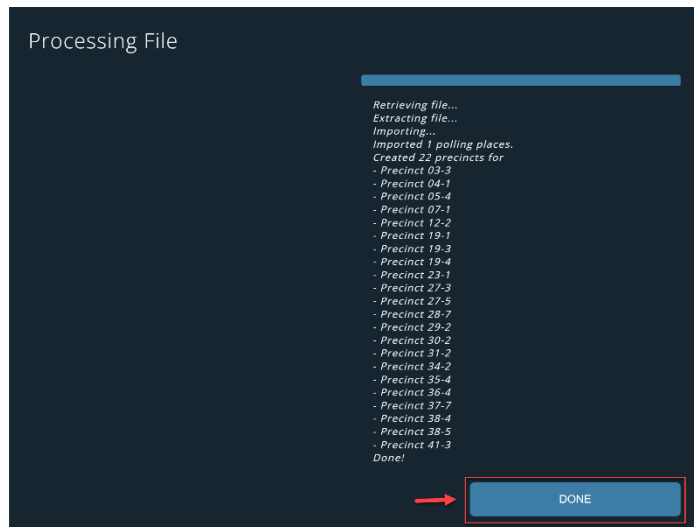 Processing File
Retrieving file...
Extracting file...
Importing...
Imported 1 polling places.
Created 22 precincts for
- Precinct 03-3
- Precinct 04-1
- Precinct 05-4
- Precinct 07-1
- Precinct 12-2
- Precinct 19-1
- Precinct 19-3
- Precinct 19-4
- Precinct 23-1
- Precinct 27-3
- Precinct 27-5
- Precinct 28-7
- Precinct 29-2
- Precinct 30-2
- Precinct 31-2
- Precinct 34-2
- Precinct 35-4
- Precinct 36-4
- Precinct 37-7
- Precinct 38-4
- Precinct 38-5
- Precinct 41-3
Done!
DONE